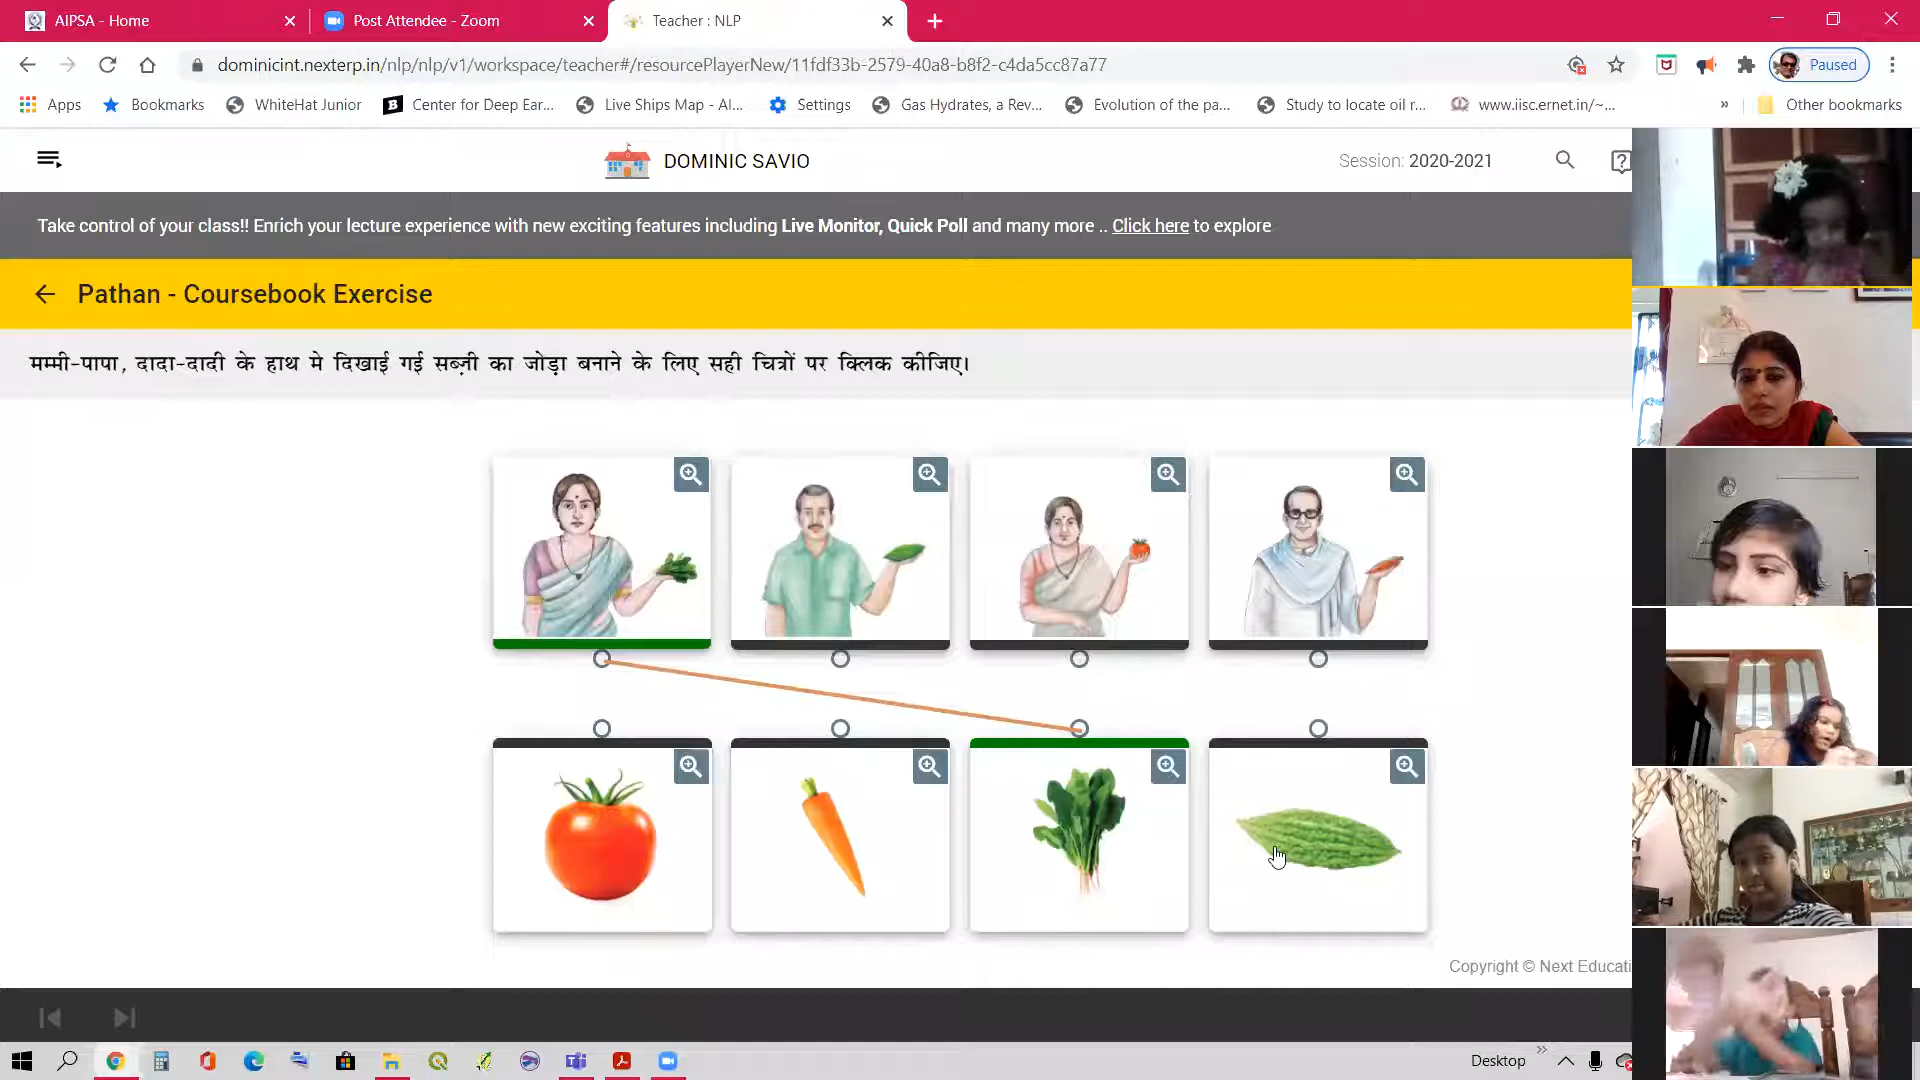 AIPSA - Home
Post Attendee - Zoom
Teacher : NLP
dominicint.nexterp.in/nlp/nlp/v1/workspace/teacher#/resourcePlayerNew/11fdf33b-2579-40a8-b8f2-c4da5cc87a77
Paused
Apps
Bookmarks
WhiteHat Junior
Center for Deep Ear...
Live Ships Map - AI...
Settings
Gas Hydrates, a Rev...
Evolution of the pa...
Study to locate oil r...
www.iisc.ernet.in/~...
»
Other bookmarks
DOMINIC SAVIO
Session: 2020-2021
Take control of your class!! Enrich your lecture experience with new exciting features including Live Monitor, Quick Poll and many more .. Click here to explore
Pathan - Coursebook Exercise
मम्मी-पापा, दादा-दादी के हाथ मे दिखाई गई सब्ज़ी का जोड़ा बनाने के लिए सही चित्रों पर क्लिक कीजिए।
Copyright © Next Educati
Desktop